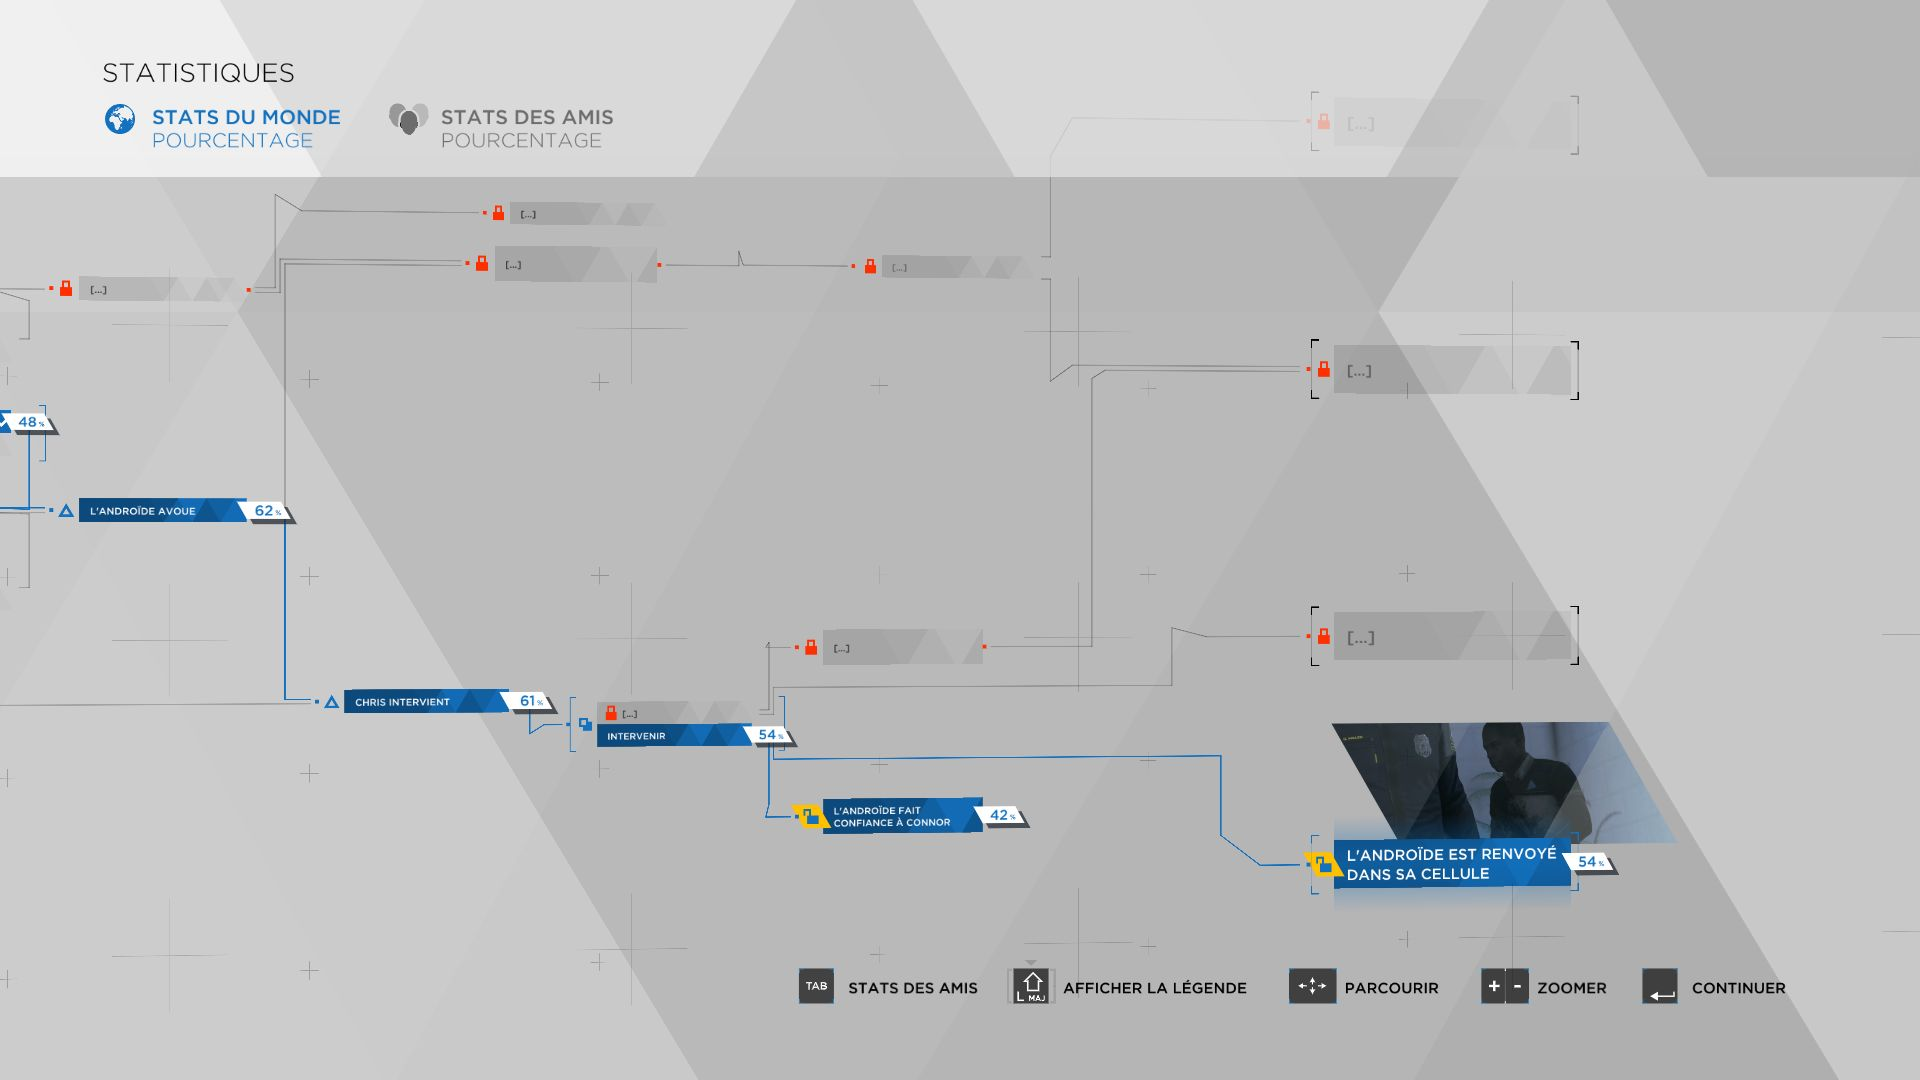 STATISTIQUES
STATS DU MONDE
POURCENTAGE
STATS DES AMIS
POURCENTAGE
[...]
[...]
[...]
[...]
[...]
[...]
48%
L'ANDROÏDE AVOUE
62%
[...]
[...]
CHRIS INTERVIENT
61%
[...]
INTERVENIR
54%
L'ANDROÏDE FAIT
CONFIANCE À CONNOR
42%
L'ANDROÏDE EST RENVOYÉ
DANS SA CELLULE
54%
TAB
STATS DES AMIS
L MAJ
AFFICHER LA LÉGENDE
PARCOURIR
+ -
ZOOMER
CONTINUER